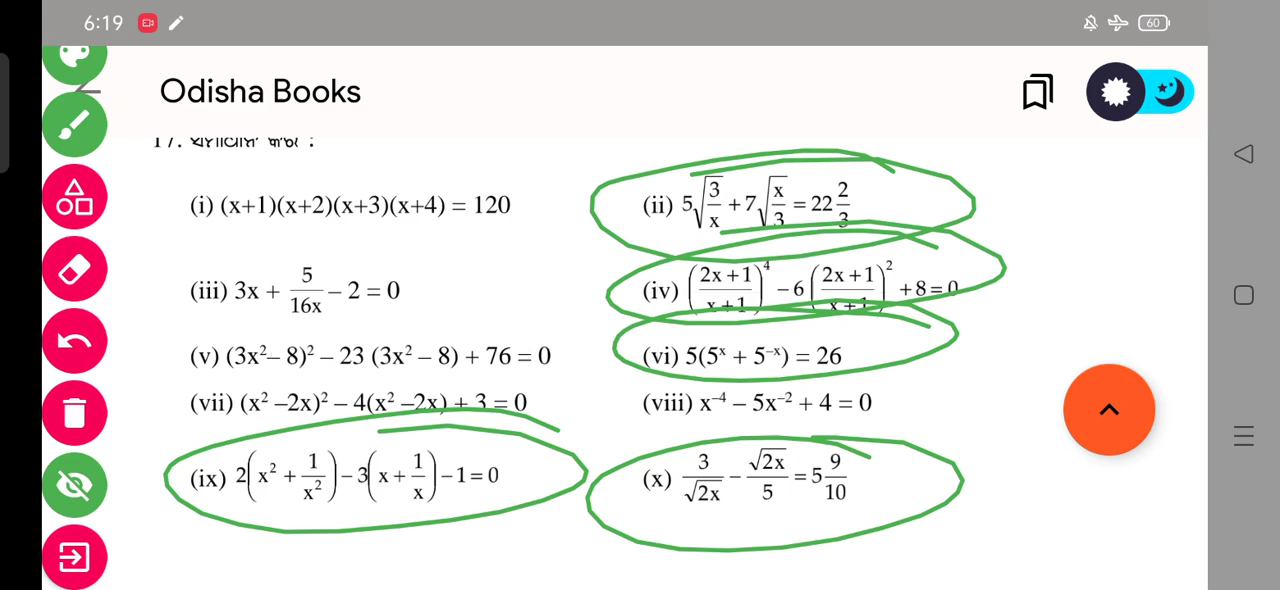 6:19 60
Odisha Books
17. ସମାଧାନ କର :
(i) (x+1)(x+2)(x+3)(x+4) = 120
(ii) 5√(3/x) + 7√(x/3) = 22 2/3
(iii) 3x + 5/16x − 2 = 0
(iv) ((2x+1)/(x+1))⁴ − 6((2x+1)/(x+1))² + 8 = 0
(v) (3x² – 8)² – 23 (3x² – 8) + 76 = 0
(vi) 5(5ˣ + 5⁻ˣ) = 26
(vii) (x² –2x)² – 4(x² –2x) + 3 = 0
(viii) x⁻⁴ – 5x⁻² + 4 = 0
(ix) 2(x² + 1/x²) − 3(x + 1/x) − 1 = 0
(x) 3/√2x − √2x/5 = 5 9/10